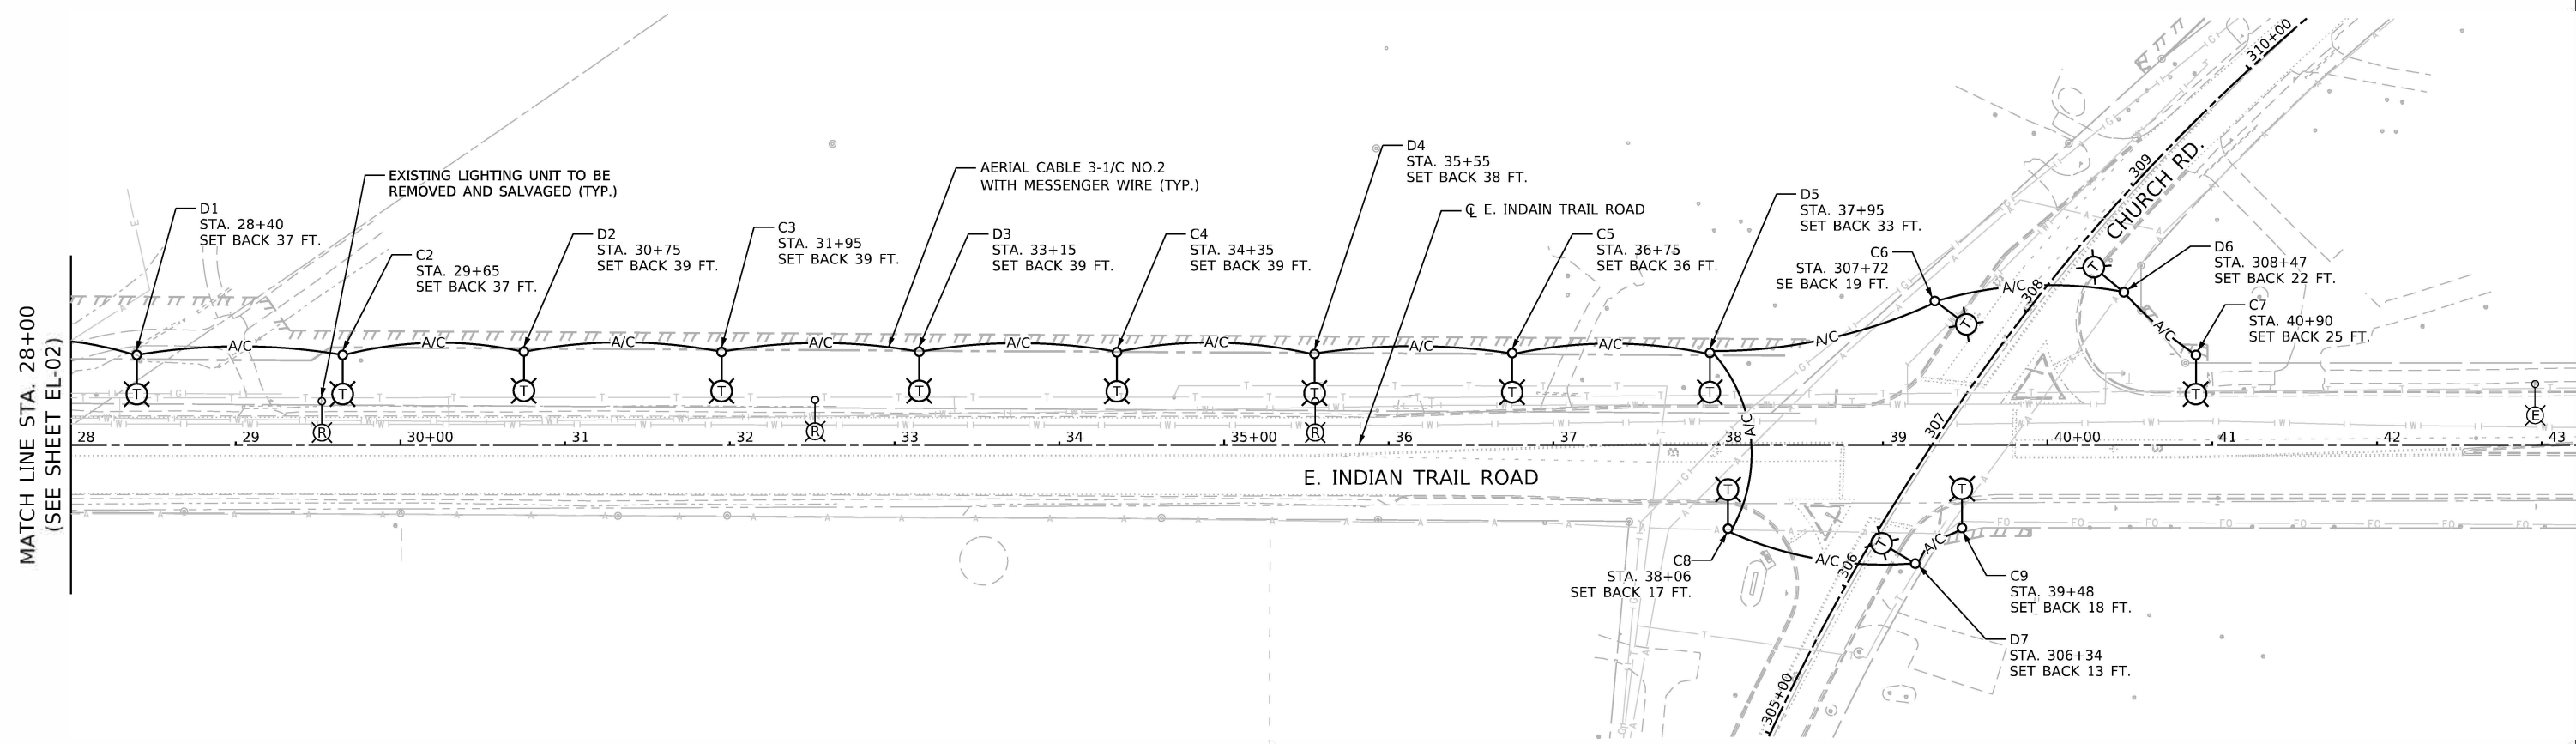 MATCH LINE STA. 28+00
(SEE SHEET EL-02)
D1
STA. 28+40
SET BACK 37 FT.
EXISTING LIGHTING UNIT TO BE
REMOVED AND SALVAGED (TYP.)
C2
STA. 29+65
SET BACK 37 FT.
D2
STA. 30+75
SET BACK 39 FT.
C3
STA. 31+95
SET BACK 39 FT.
AERIAL CABLE 3-1/C NO.2
WITH MESSENGER WIRE (TYP.)
D3
STA. 33+15
SET BACK 39 FT.
C4
STA. 34+35
SET BACK 39 FT.
D4
STA. 35+55
SET BACK 38 FT.
℄ E. INDAIN TRAIL ROAD
C5
STA. 36+75
SET BACK 36 FT.
D5
STA. 37+95
SET BACK 33 FT.
C6
STA. 307+72
SE BACK 19 FT.
D6
STA. 308+47
SET BACK 22 FT.
C7
STA. 40+90
SET BACK 25 FT.
CHURCH RD.
310+00
309
308
307
306
305+00
A/C A/C A/C A/C A/C A/C A/C A/C A/C A/C
A/C
A/C
T T T T T T T T T T T T
R R R E
28 29 30+00 31 32 33 34 35+00 36 37 38 39 40+00 41 42 43
E. INDIAN TRAIL ROAD
T T T
A/C A/C
C8
STA. 38+06
SET BACK 17 FT.
C9
STA. 39+48
SET BACK 18 FT.
D7
STA. 306+34
SET BACK 13 FT.